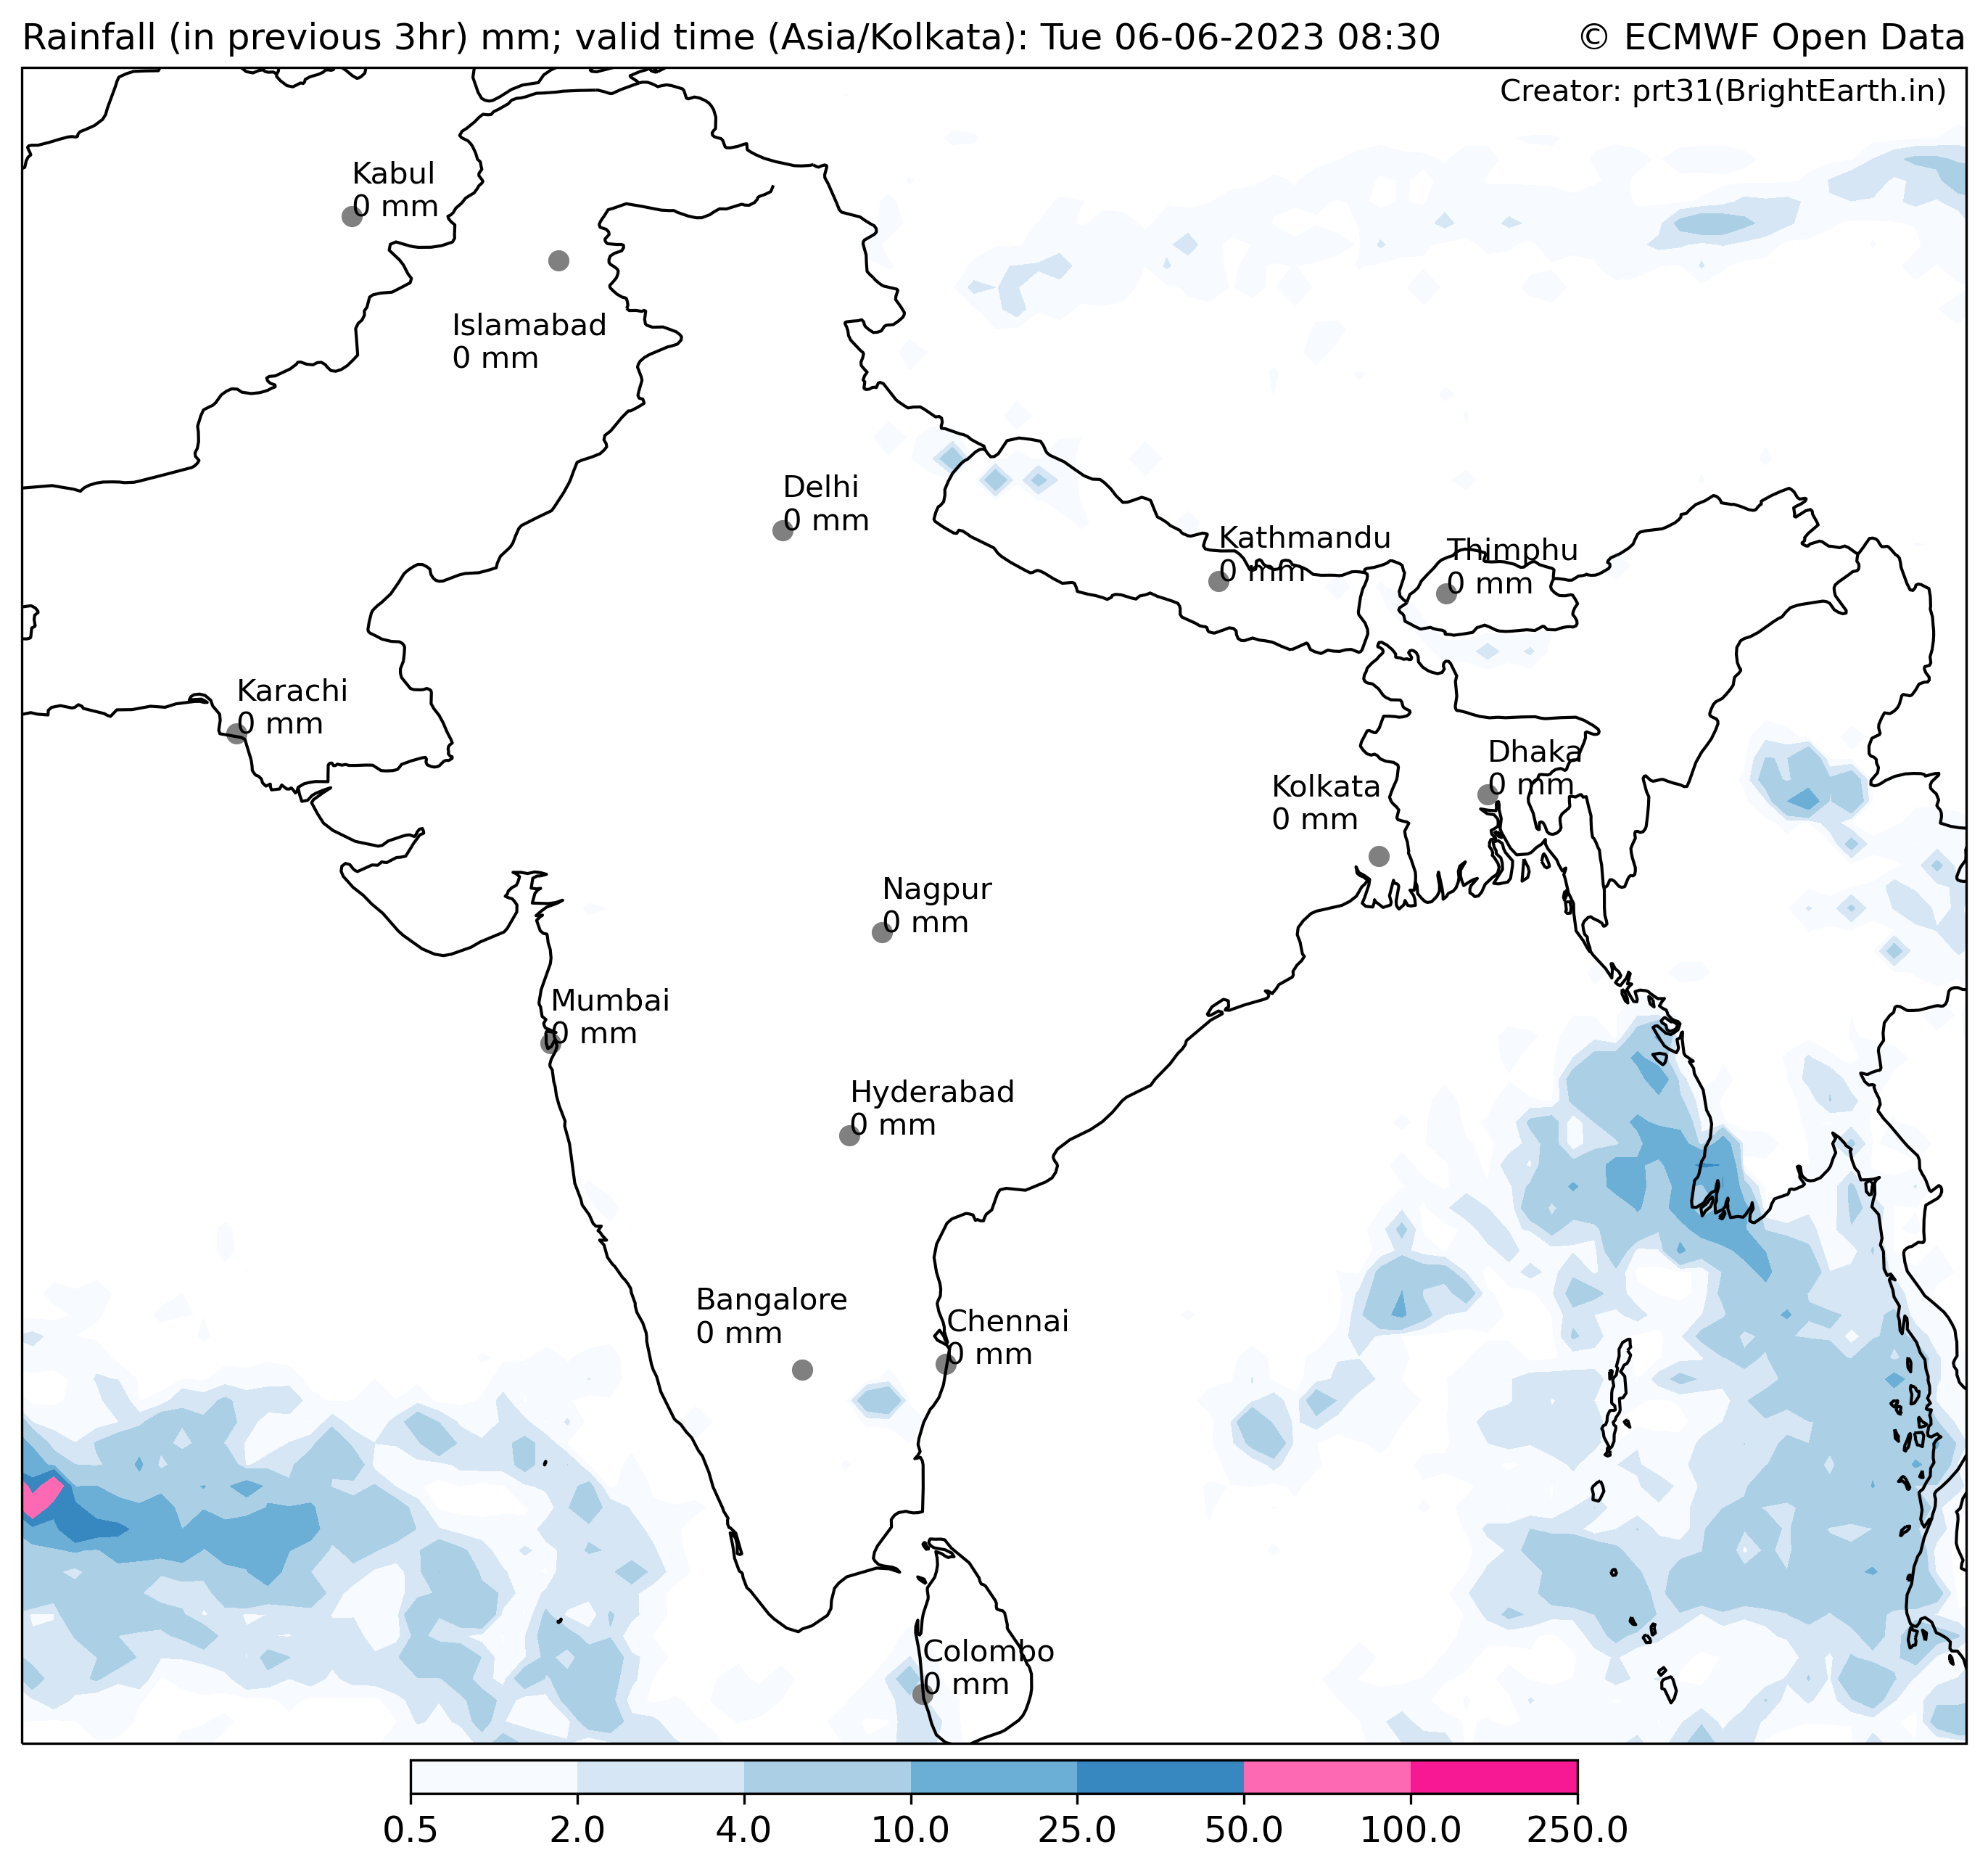 Rainfall (in previous 3hr) mm; valid time (Asia/Kolkata): Tue 06-06-2023 08:30
© ECMWF Open Data
Creator: prt31(BrightEarth.in)
Kabul
0 mm
Islamabad
0 mm
Delhi
0 mm
Kathmandu
0 mm
Thimphu
0 mm
Karachi
0 mm
Dhaka
0 mm
Kolkata
0 mm
Nagpur
0 mm
Mumbai
0 mm
Hyderabad
0 mm
Bangalore
0 mm
Chennai
0 mm
Colombo
0 mm
0.5 2.0 4.0 10.0 25.0 50.0 100.0 250.0